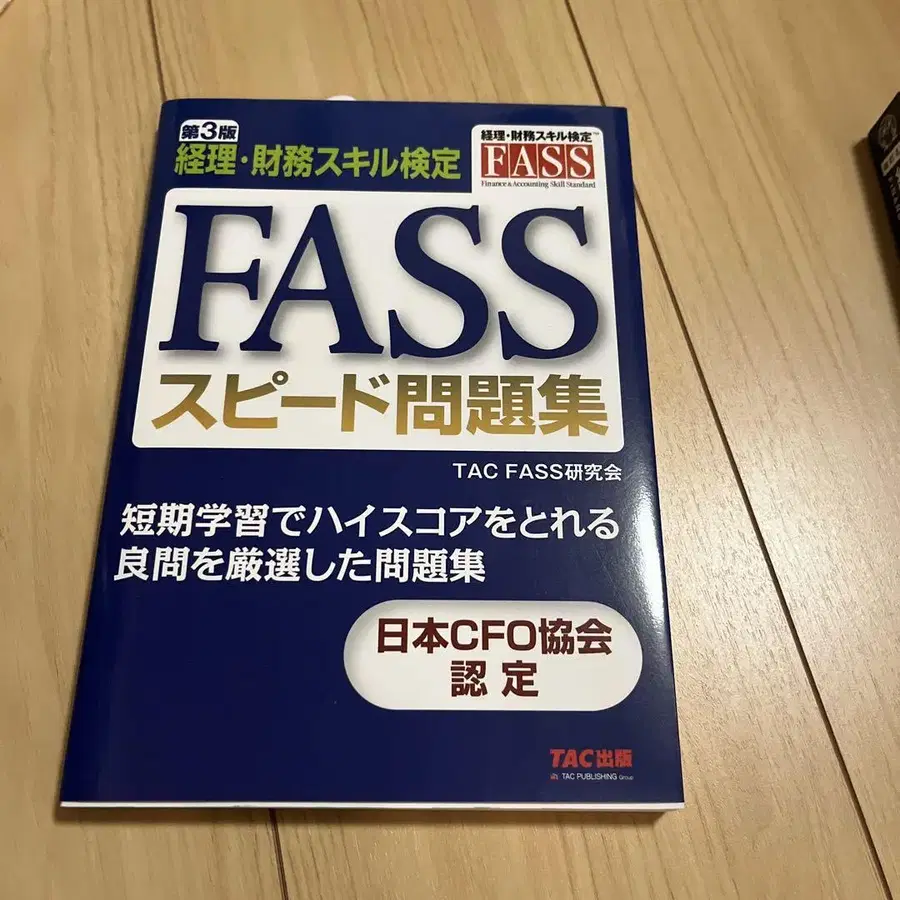 第3版
経理・財務スキル検定
経理・財務スキル検定™
FASS
Finance & Accounting Skill Standard
FASS
スピード問題集
TAC FASS研究会
短期学習でハイスコアをとれる
良問を厳選した問題集
日本CFO協会
認定
TAC出版
TAC PUBLISHING Group